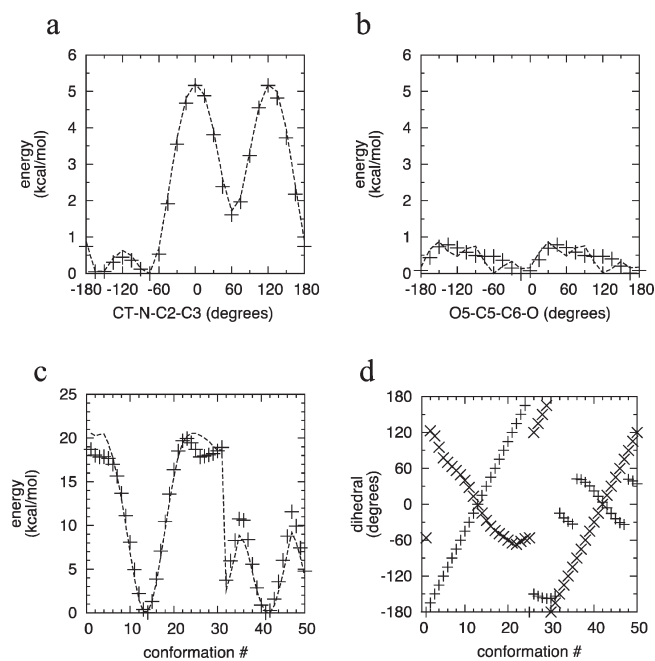 a
6
5
4
3
2
1
0
energy
(kcal/mol)
-180 -120 -60 0 60 120 180
CT-N-C2-C3 (degrees)
b
6
5
4
3
2
1
0
energy
(kcal/mol)
-180 -120 -60 0 60 120 180
O5-C5-C6-O (degrees)
c
25
20
15
10
5
0
energy
(kcal/mol)
0 10 20 30 40 50
conformation #
d
180
120
60
0
-60
-120
-180
dihedral
(degrees)
0 10 20 30 40 50
conformation #